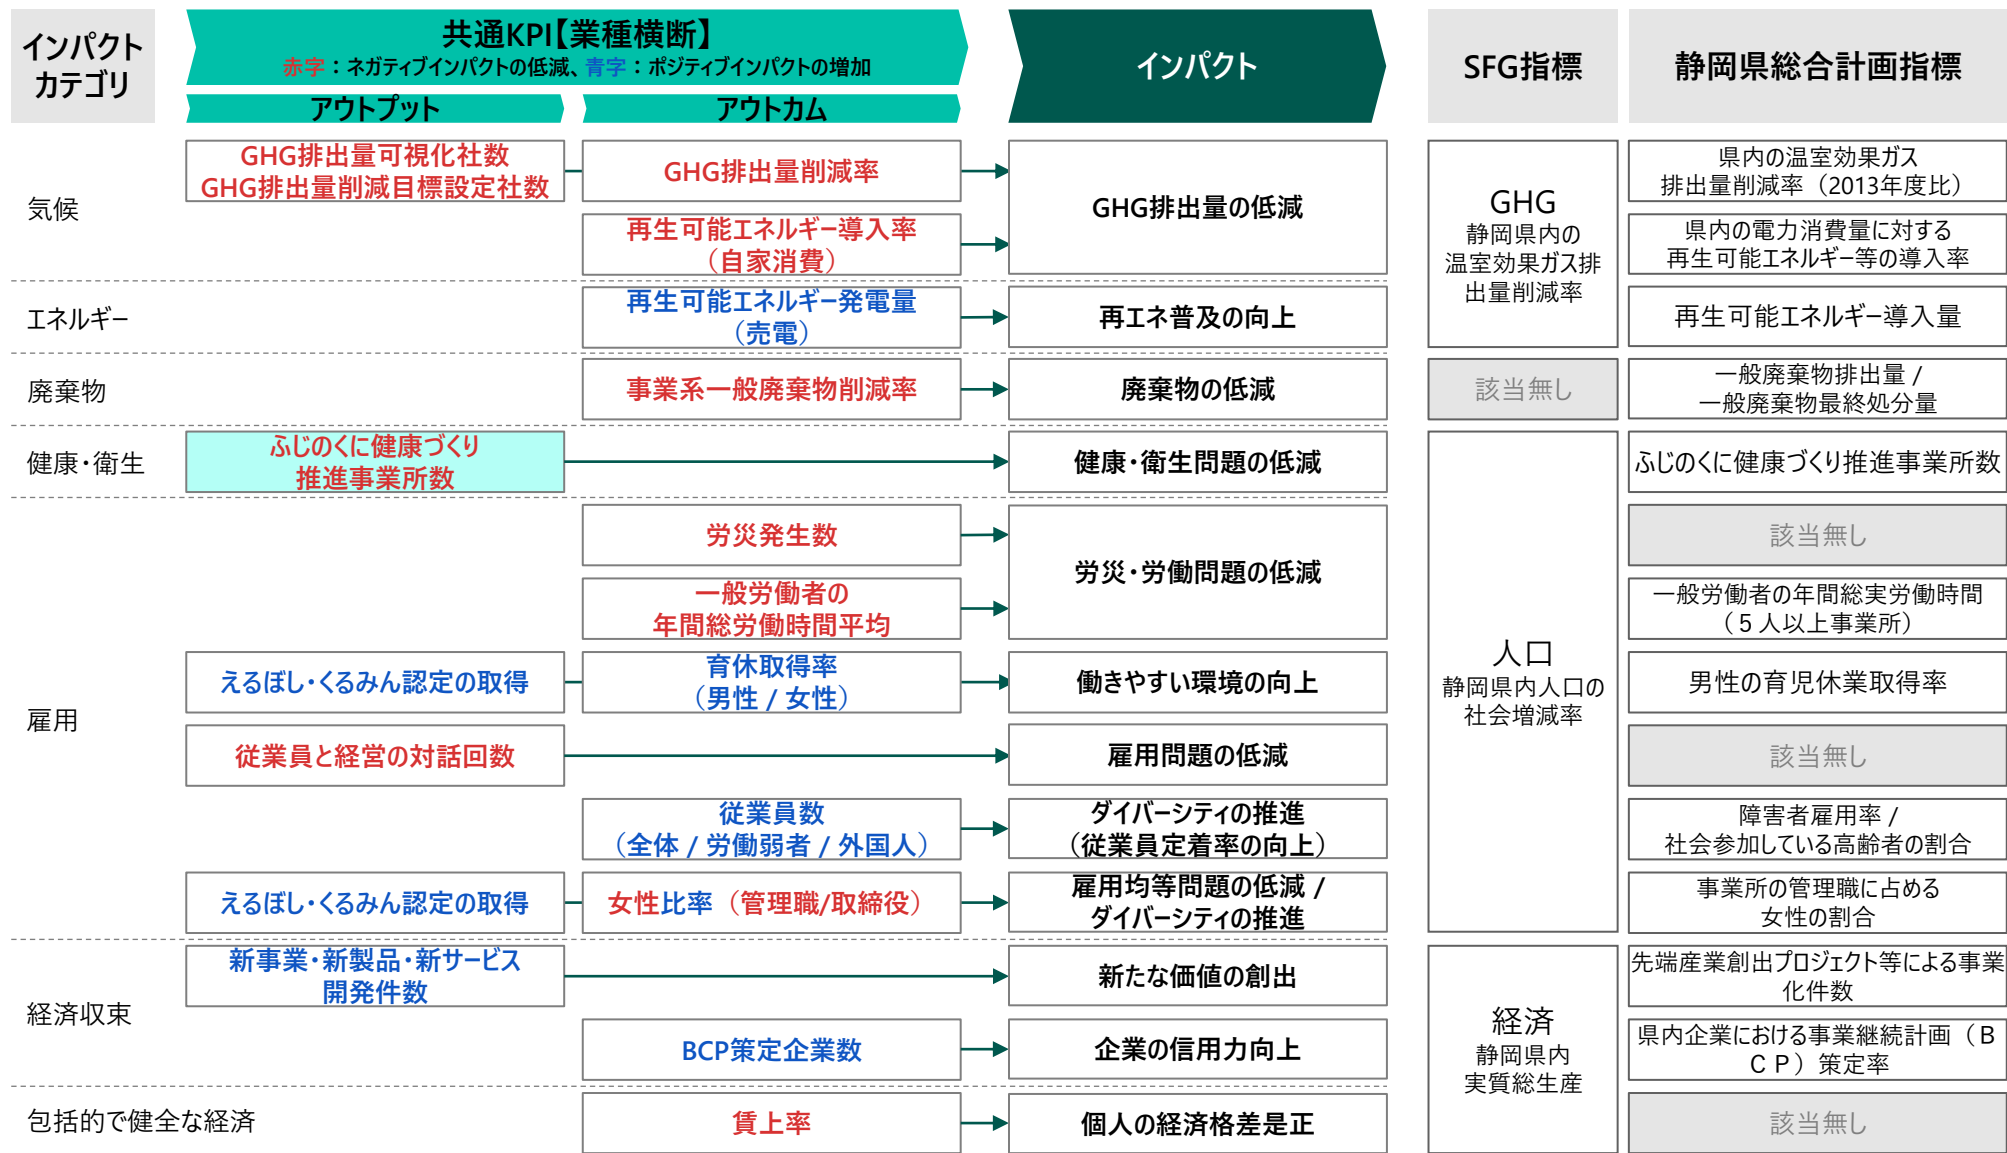 インパクト
カテゴリ
共通KPI【業種横断】
赤字：ネガティブインパクトの低減、青字：ポジティブインパクトの増加
アウトプット
アウトカム
インパクト
SFG指標
静岡県総合計画指標
気候
GHG排出量可視化社数
GHG排出量削減目標設定社数
GHG排出量削減率
再生可能エネルギー導入率
（自家消費）
GHG排出量の低減
GHG
静岡県内の
温室効果ガス排
出量削減率
県内の温室効果ガス
排出量削減率（2013年度比）
県内の電力消費量に対する
再生可能エネルギー等の導入率
エネルギー
再生可能エネルギー発電量
（売電）
再エネ普及の向上
再生可能エネルギー導入量
廃棄物
事業系一般廃棄物削減率
廃棄物の低減
該当無し
一般廃棄物排出量 /
一般廃棄物最終処分量
健康・衛生
ふじのくに健康づくり
推進事業所数
健康・衛生問題の低減
人口
静岡県内人口の
社会増減率
ふじのくに健康づくり推進事業所数
雇用
労災発生数
一般労働者の
年間総労働時間平均
労災・労働問題の低減
該当無し
一般労働者の年間総実労働時間
（５人以上事業所）
えるぼし・くるみん認定の取得
育休取得率
（男性 / 女性）
働きやすい環境の向上
男性の育児休業取得率
従業員と経営の対話回数
雇用問題の低減
該当無し
従業員数
（全体 / 労働弱者 / 外国人）
ダイバーシティの推進
（従業員定着率の向上）
障害者雇用率 /
社会参加している高齢者の割合
えるぼし・くるみん認定の取得
女性比率（管理職/取締役）
雇用均等問題の低減 /
ダイバーシティの推進
事業所の管理職に占める
女性の割合
経済収束
新事業・新製品・新サービス
開発件数
新たな価値の創出
経済
静岡県内
実質総生産
先端産業創出プロジェクト等による事業
化件数
BCP策定企業数
企業の信用力向上
県内企業における事業継続計画（Ｂ
ＣＰ）策定率
包括的で健全な経済
賃上率
個人の経済格差是正
該当無し